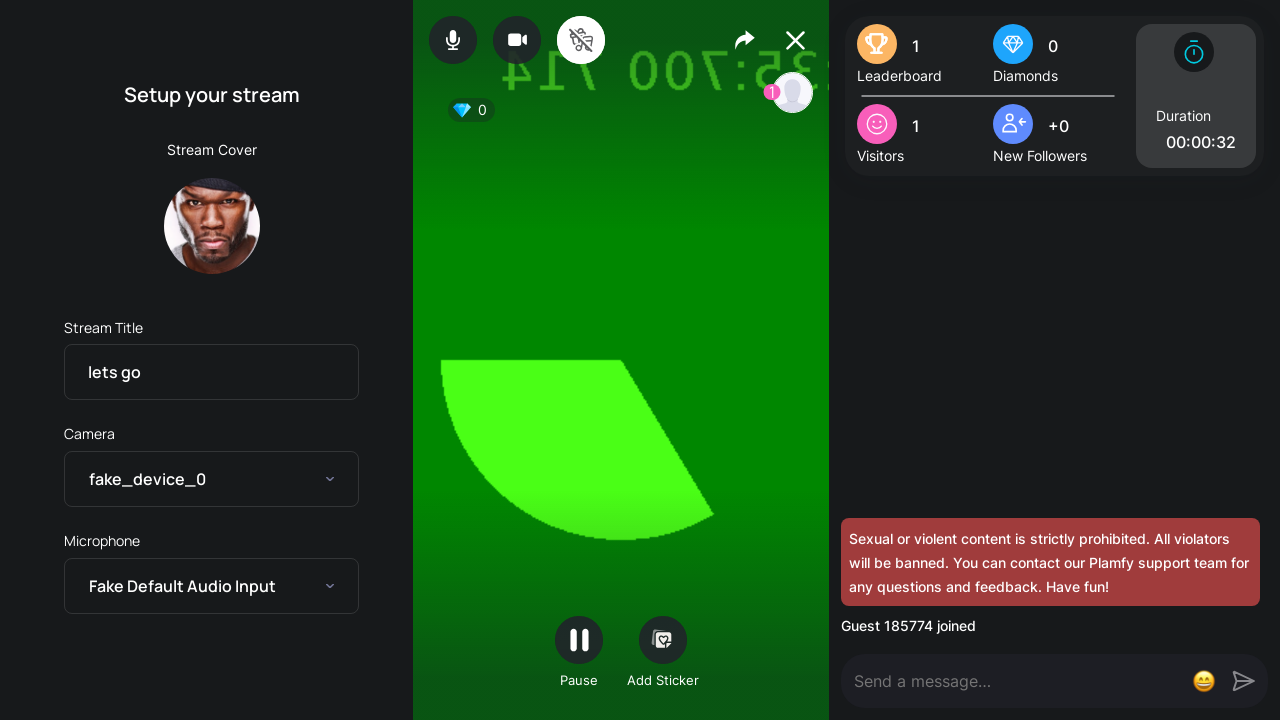 Setup your stream
Stream Cover
Stream Title
lets go
Camera
fake_device_0
Microphone
Fake Default Audio Input
0
1
Pause
Add Sticker
1
Leaderboard
0
Diamonds
1
Visitors
+0
New Followers
Duration
00:00:32
Sexual or violent content is strictly prohibited. All violators
will be banned. You can contact our Plamfy support team for
any questions and feedback. Have fun!
Guest 185774 joined
Send a message...